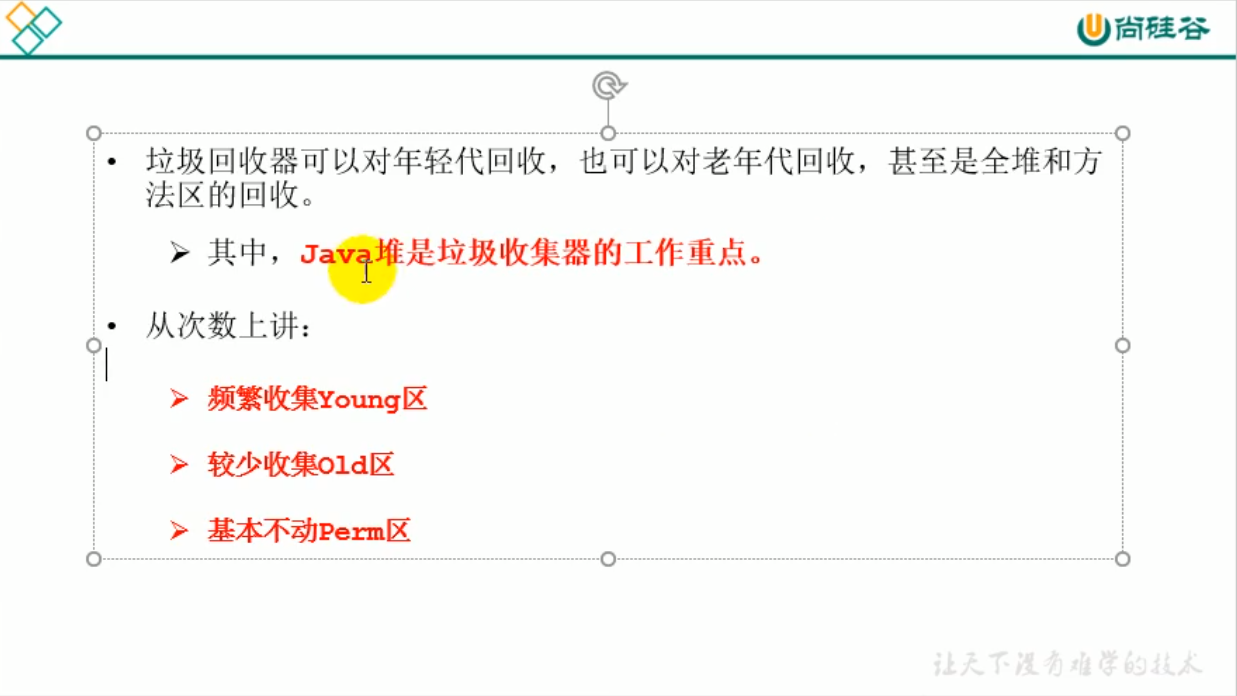 尚硅谷
• 垃圾回收器可以对年轻代回收，也可以对老年代回收，甚至是全堆和方
法区的回收。
➢ 其中，Java堆是垃圾收集器的工作重点。
• 从次数上讲：
➢ 频繁收集Young区
➢ 较少收集Old区
➢ 基本不动Perm区
让天下没有难学的技术